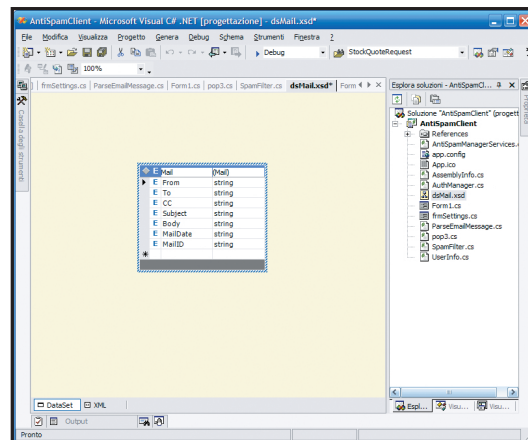 AntiSpamClient - Microsoft Visual C# .NET [progettazione] - dsMail.xsd*
File Modifica Visualizza Progetto Genera Debug Schema Strumenti Finestra ?
Debug StockQuoteRequest
100%
frmSettings.cs | ParseEmailMessage.cs | Form1.cs | pop3.cs | SpamFilter.cs dsMail.xsd* Form
Casella degli strumenti
E Mail (Mail)
E From string
E To string
E CC string
E Subject string
E Body string
E MailDate string
E MailID string
DataSet XML
Output
Pronto
Esplora soluzioni - AntiSpamCl...
Soluzione "AntiSpamClient" (progett
AntiSpamClient
References
AntiSpamManagerServices.
app.config
App.ico
AssemblyInfo.cs
AuthManager.cs
dsMail.xsd
Form1.cs
frmSettings.cs
ParseEmailMessage.cs
pop3.cs
SpamFilter.cs
UserInfo.cs
Espl... Visu... Visu...
Proprietà